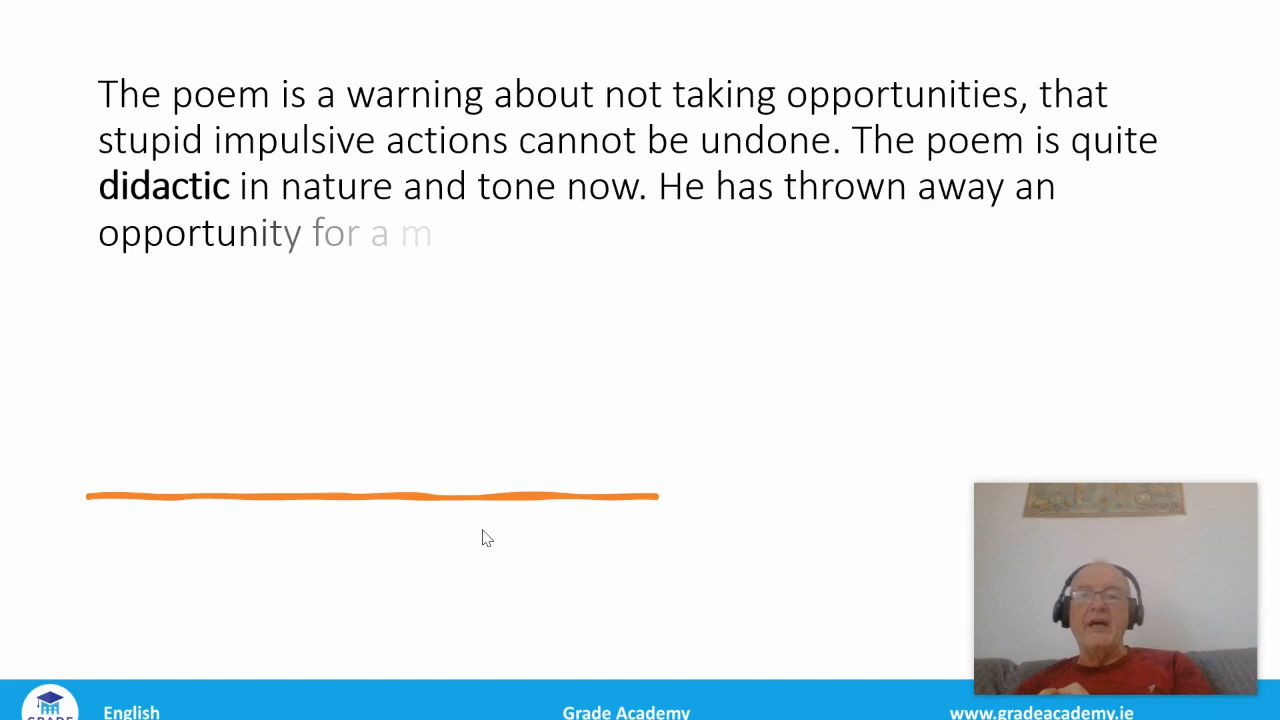 The poem is a warning about not taking opportunities, that
stupid impulsive actions cannot be undone. The poem is quite
didactic in nature and tone now. He has thrown away an
opportunity for a m
GRADE
English
Grade Academy
www.gradeacademy.ie